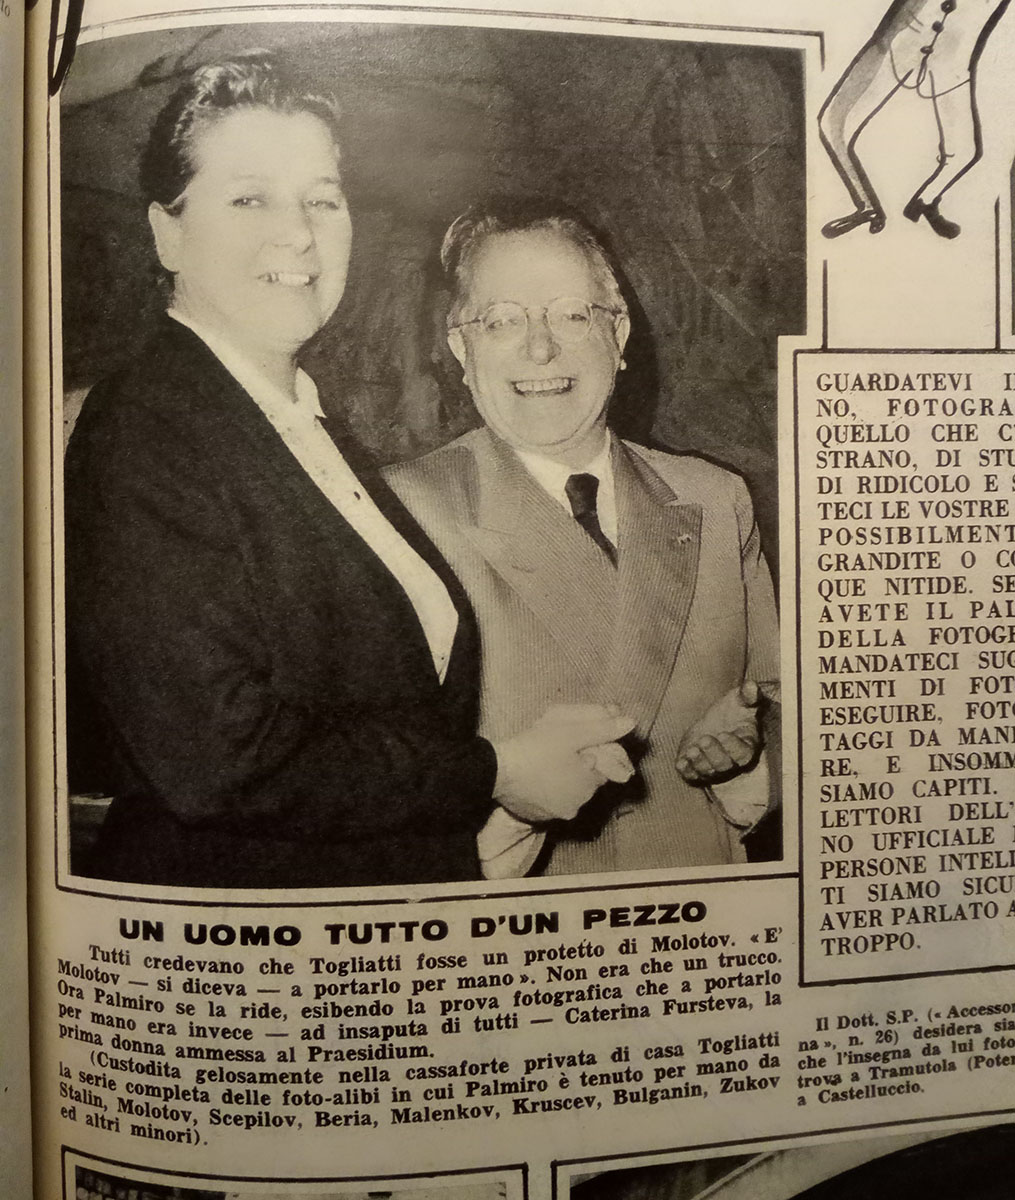 UN UOMO TUTTO D'UN PEZZO
Tutti credevano che Togliatti fosse un protetto di Molotov. «E'
Molotov — si diceva — a portarlo per mano». Non era che un trucco.
Ora Palmiro se la ride, esibendo la prova fotografica che a portarlo
per mano era invece — ad insaputa di tutti — Caterina Fursteva, la
prima donna ammessa al Praesidium.
(Custodita gelosamente nella cassaforte privata di casa Togliatti
la serie completa delle foto-alibi in cui Palmiro è tenuto per mano da
Stalin, Molotov, Scepilov, Beria, Malenkov, Kruscev, Bulganin, Zukov
ed altri minori).
GUARDATEVI
NO, FOTOGRA
QUELLO CHE
STRANO, DI STU
DI RIDICOLO E
TECI LE VOSTRE
POSSIBILMENT
GRANDITE O CO
QUE NITIDE. SE
AVETE IL PAL
DELLA FOTOG
MANDATECI SUG
MENTI DI FOT
ESEGUIRE, FOTO
TAGGI DA MAN
RE, E INSOMM
SIAMO CAPITI.
LETTORI DELL'
NO UFFICIALE
PERSONE INTELI
TI SIAMO SICU
AVER PARLATO A
TROPPO.
Il Dott. S.P. (« Accessor
na », n. 26) desidera sia
che l'insegna da lui foto
trova a Tramutola (Poten
a Castelluccio.